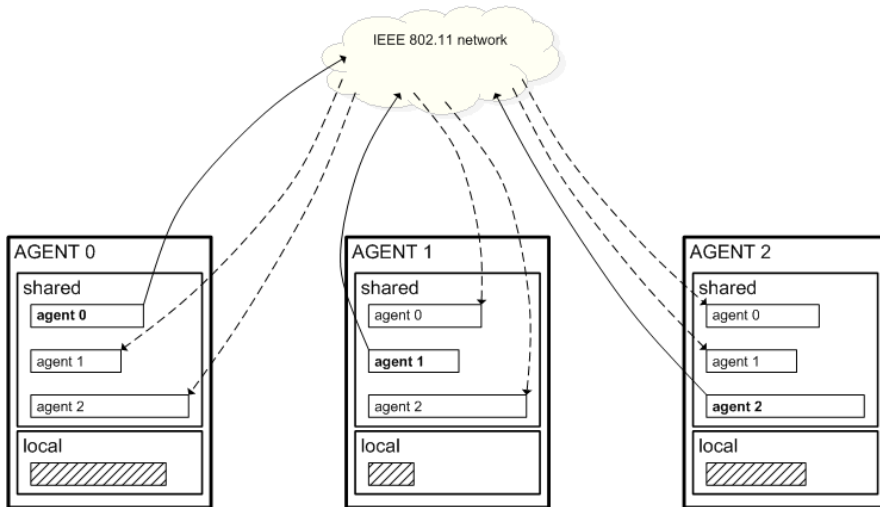 IEEE 802.11 network
AGENT 0
shared
agent 0
agent 1
agent 2
local
AGENT 1
shared
agent 0
agent 1
agent 2
local
AGENT 2
shared
agent 0
agent 1
agent 2
local